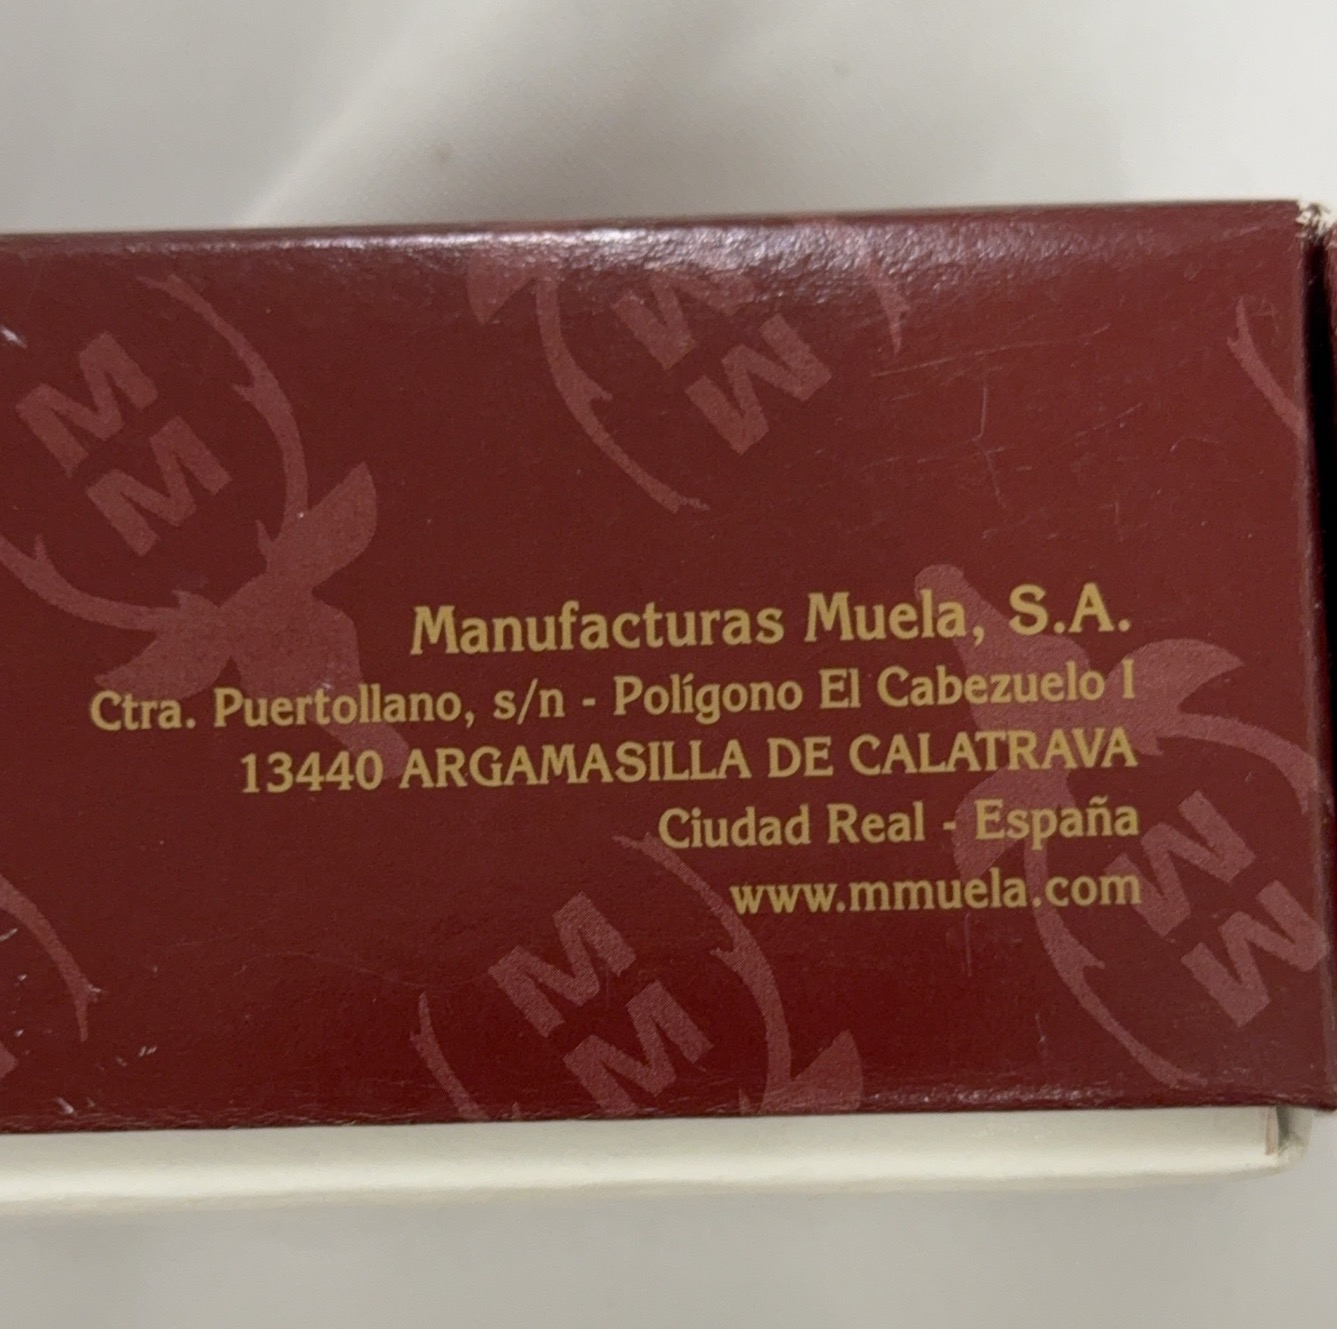 M
M
M
M
Manufacturas Muela, S.A.
Ctra. Puertollano, s/n - Polígono El Cabezuelo I
13440 ARGAMASILLA DE CALATRAVA
Ciudad Real - España
www.mmuela.com
M
M
M
M